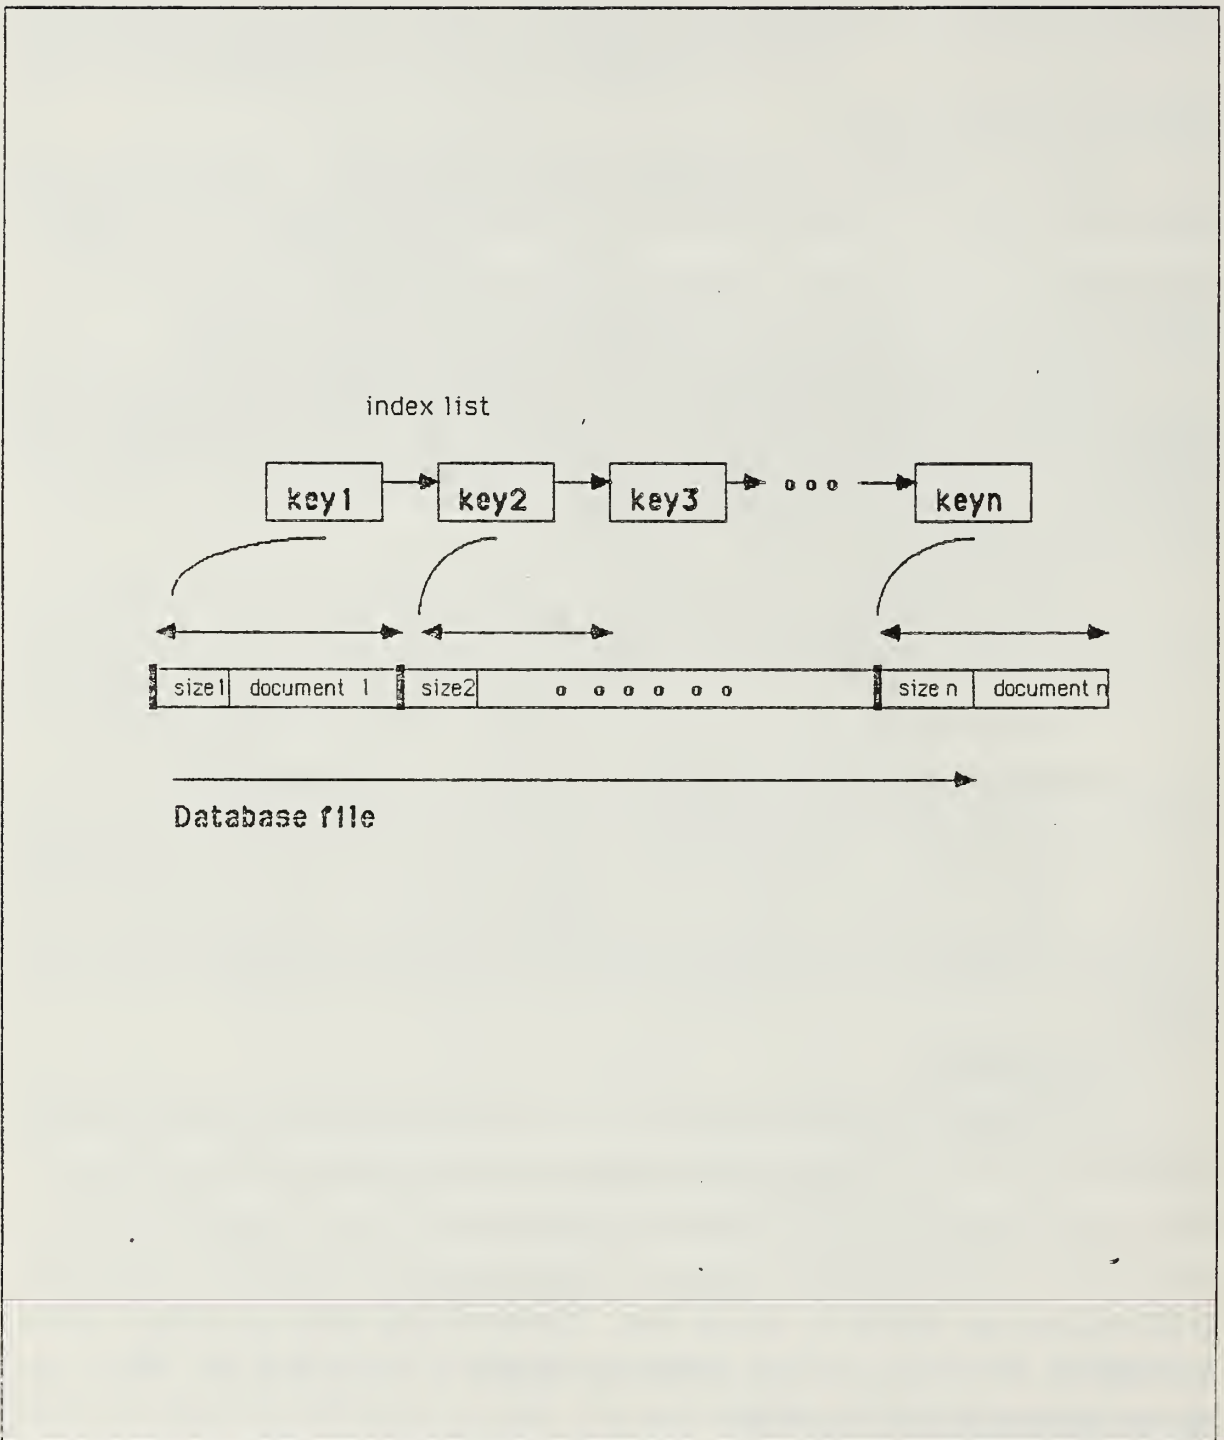 index list
key1 key2 key3 o o o keyn
size1 document 1 size2 o o o o o o size n document n
Database file